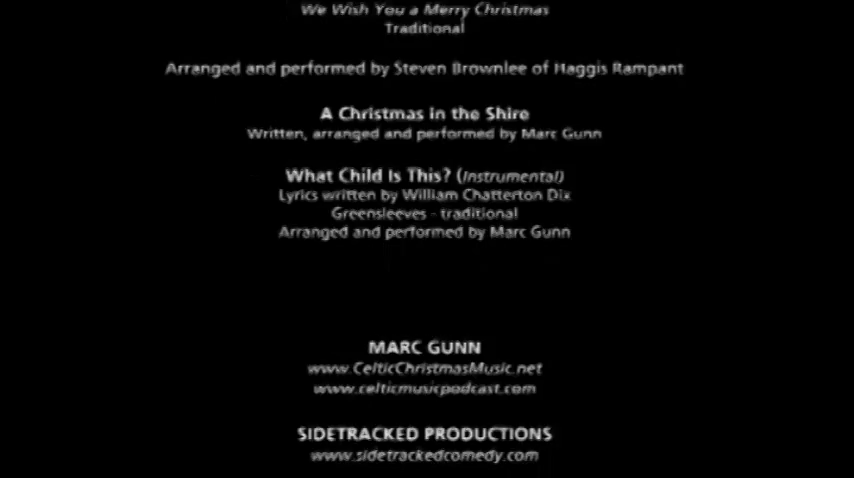 We Wish You a Merry Christmas
Traditional
Arranged and performed by Steven Brownlee of Haggis Rampant
A Christmas in the Shire
Written, arranged and performed by Marc Gunn
What Child Is This? (Instrumental)
Lyrics written by William Chatterton Dix
Greensleeves - traditional
Arranged and performed by Marc Gunn
MARC GUNN
www.CelticChristmasMusic.net
www.celticmusicpodcast.com
SIDETRACKED PRODUCTIONS
www.sidetrackedcomedy.com